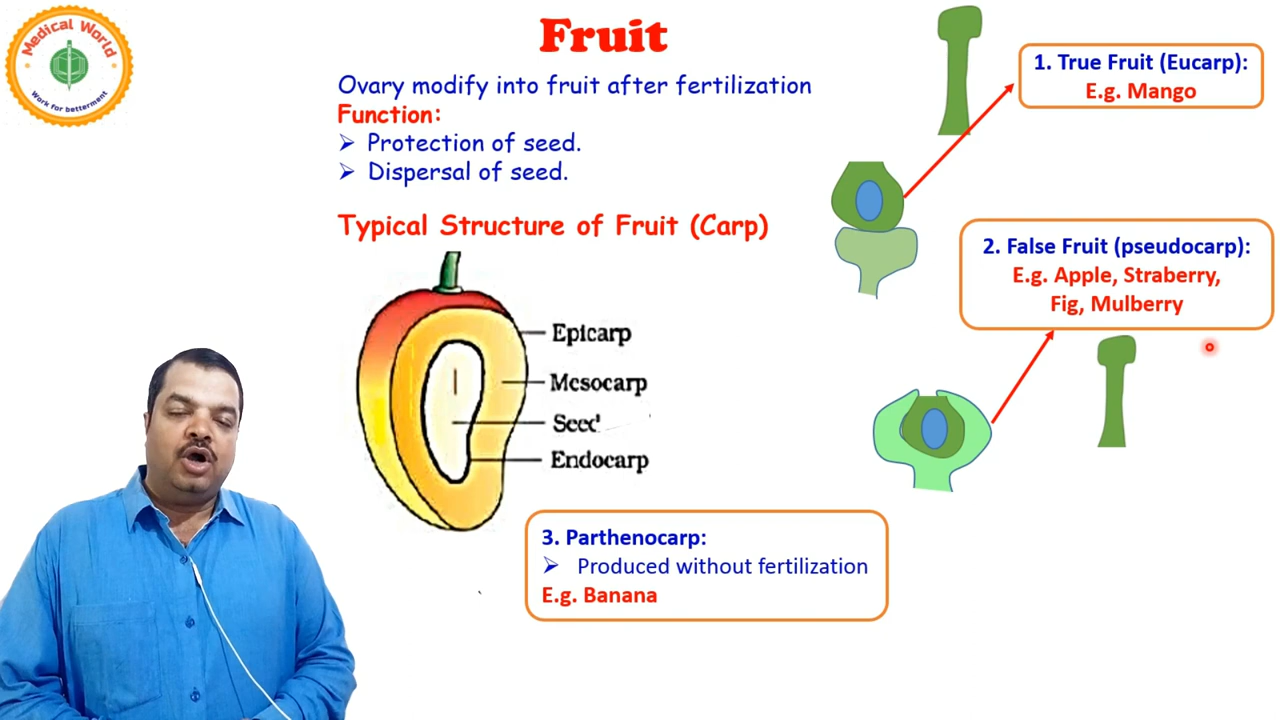 Medical World
Work for betterment
Fruit
Ovary modify into fruit after fertilization
Function:
➢ Protection of seed.
➢ Dispersal of seed.
Typical Structure of Fruit (Carp)
Epicarp
Mesocarp
Seed
Endocarp
1. True Fruit (Eucarp):
E.g. Mango
2. False Fruit (pseudocarp):
E.g. Apple, Straberry,
Fig, Mulberry
3. Parthenocarp:
➢ Produced without fertilization
E.g. Banana